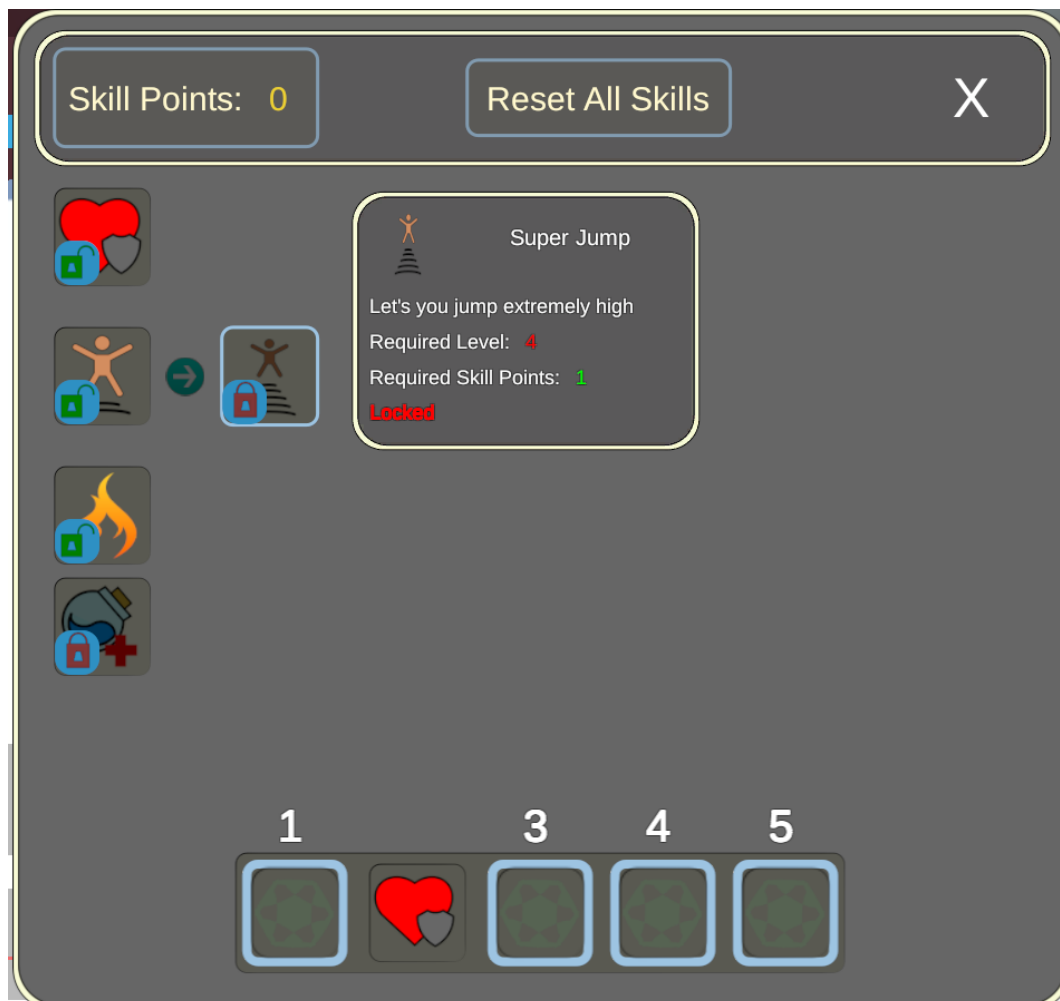 Skill Points: 0
Reset All Skills
X
Super Jump
Let's you jump extremely high
Required Level: 4
Required Skill Points: 1
Locked
1 3 4 5